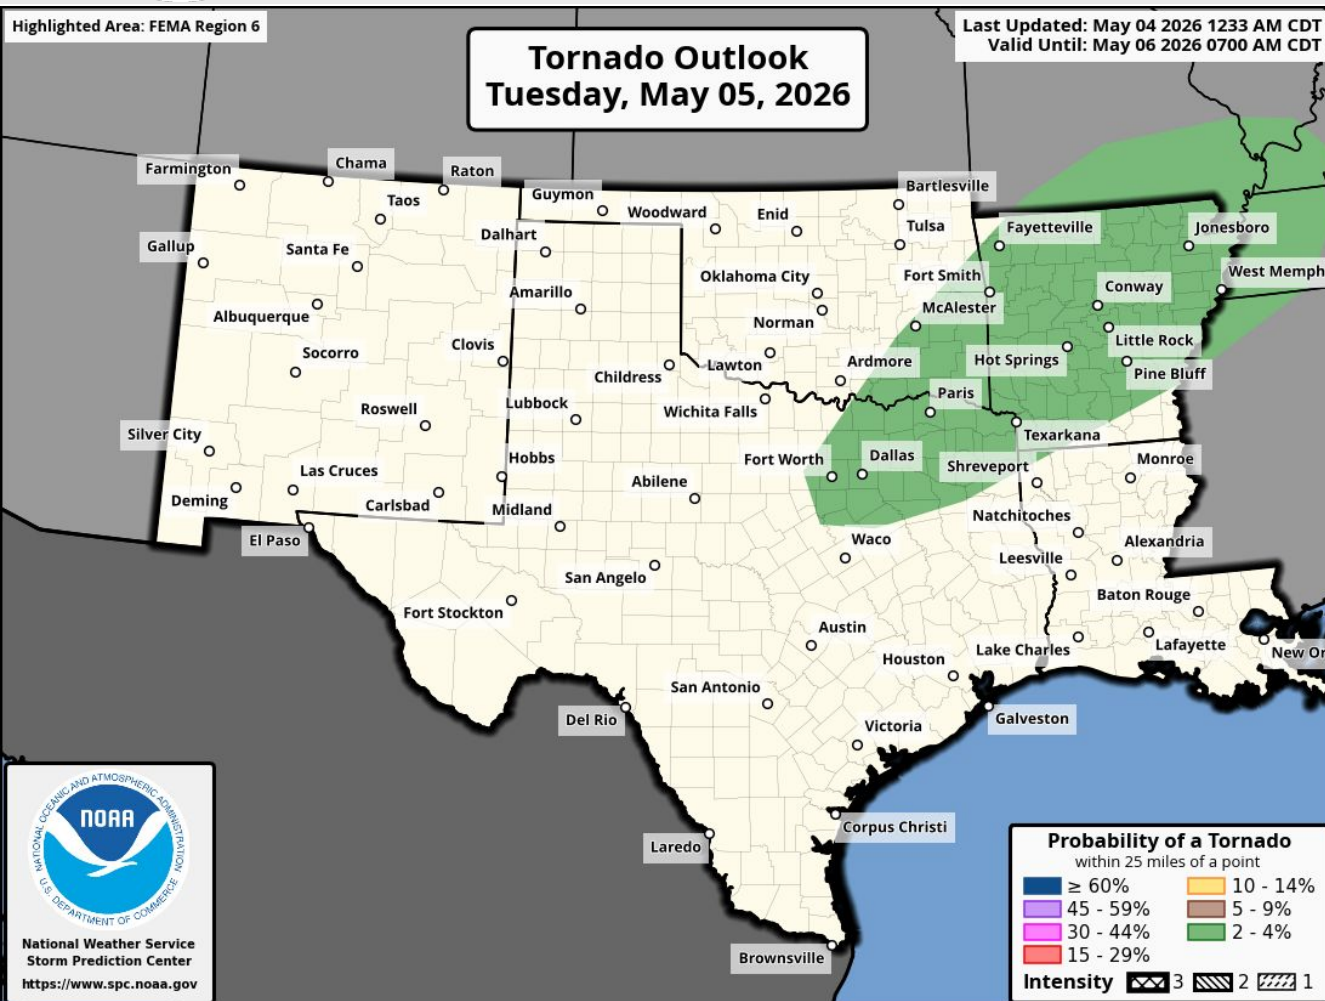 Highlighted Area: FEMA Region 6
Last Updated: May 04 2026 1233 AM CDT
Valid Until: May 06 2026 0700 AM CDT
Tornado Outlook
Tuesday, May 05, 2026
Farmington
Chama
Raton
Taos
Guymon
Woodward
Enid
Bartlesville
Tulsa
Fayetteville
Jonesboro
Gallup
Santa Fe
Dalhart
Oklahoma City
Fort Smith
West Memph
Albuquerque
Amarillo
Norman
McAlester
Conway
Socorro
Clovis
Childress
Lawton
Ardmore
Hot Springs
Little Rock
Pine Bluff
Roswell
Lubbock
Wichita Falls
Paris
Texarkana
Silver City
Las Cruces
Hobbs
Fort Worth
Dallas
Shreveport
Monroe
Deming
Carlsbad
Midland
Abilene
Natchitoches
El Paso
San Angelo
Waco
Leesville
Alexandria
Fort Stockton
Austin
Baton Rouge
Houston
Lake Charles
Lafayette
New Or
Del Rio
San Antonio
Galveston
Victoria
Laredo
Corpus Christi
Brownsville
NATIONAL OCEANIC AND ATMOSPHERIC ADMINISTRATION
NOAA
U.S. DEPARTMENT OF COMMERCE
National Weather Service
Storm Prediction Center
https://www.spc.noaa.gov
Probability of a Tornado
within 25 miles of a point
≥ 60% 10 - 14%
45 - 59% 5 - 9%
30 - 44% 2 - 4%
15 - 29%
Intensity 3 2 1